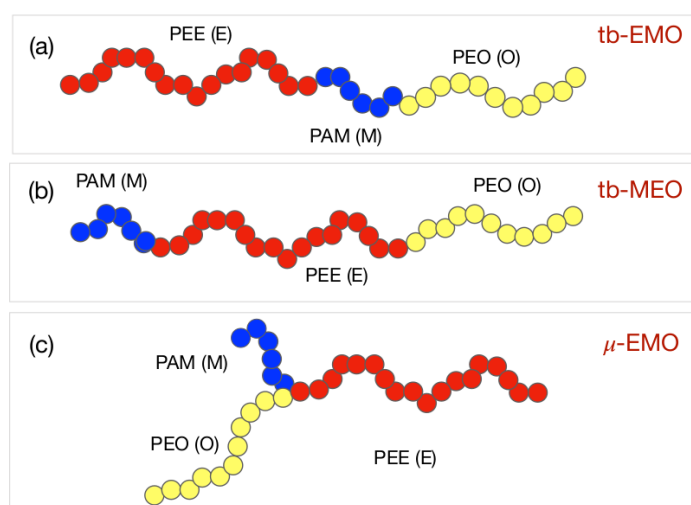 (a)
PEE (E)
PEO (O)
tb-EMO
PAM (M)
(b)
PAM (M)
PEO (O)
tb-MEO
PEE (E)
(c)
PAM (M)
μ-EMO
PEO (O)
PEE (E)